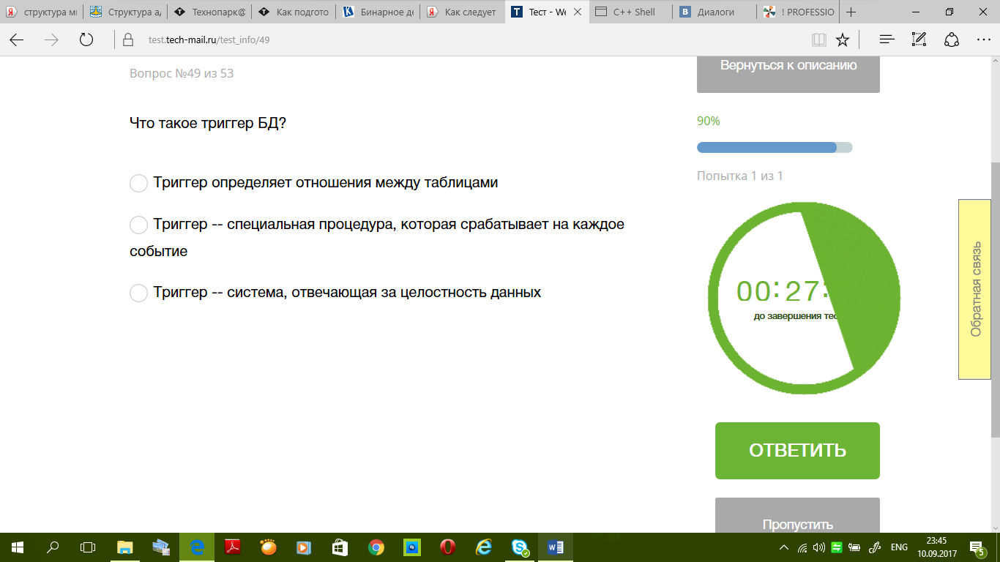 структура ми
Структура ад
Технопарк@
Как подгото
Бинарное де
Как следует
Тест - We
C++ Shell
Диалоги
! PROFESSIO
test.tech-mail.ru/test_info/49
Вопрос №49 из 53
Вернуться к описанию
Что такое триггер БД?
90%
Попытка 1 из 1
Триггер определяет отношения между таблицами
Триггер -- специальная процедура, которая срабатывает на каждое
событие
Триггер -- система, отвечающая за целостность данных
00:27:
до завершения тес
Обратная связь
ОТВЕТИТЬ
Пропустить
ENG
23:45
10.09.2017
5